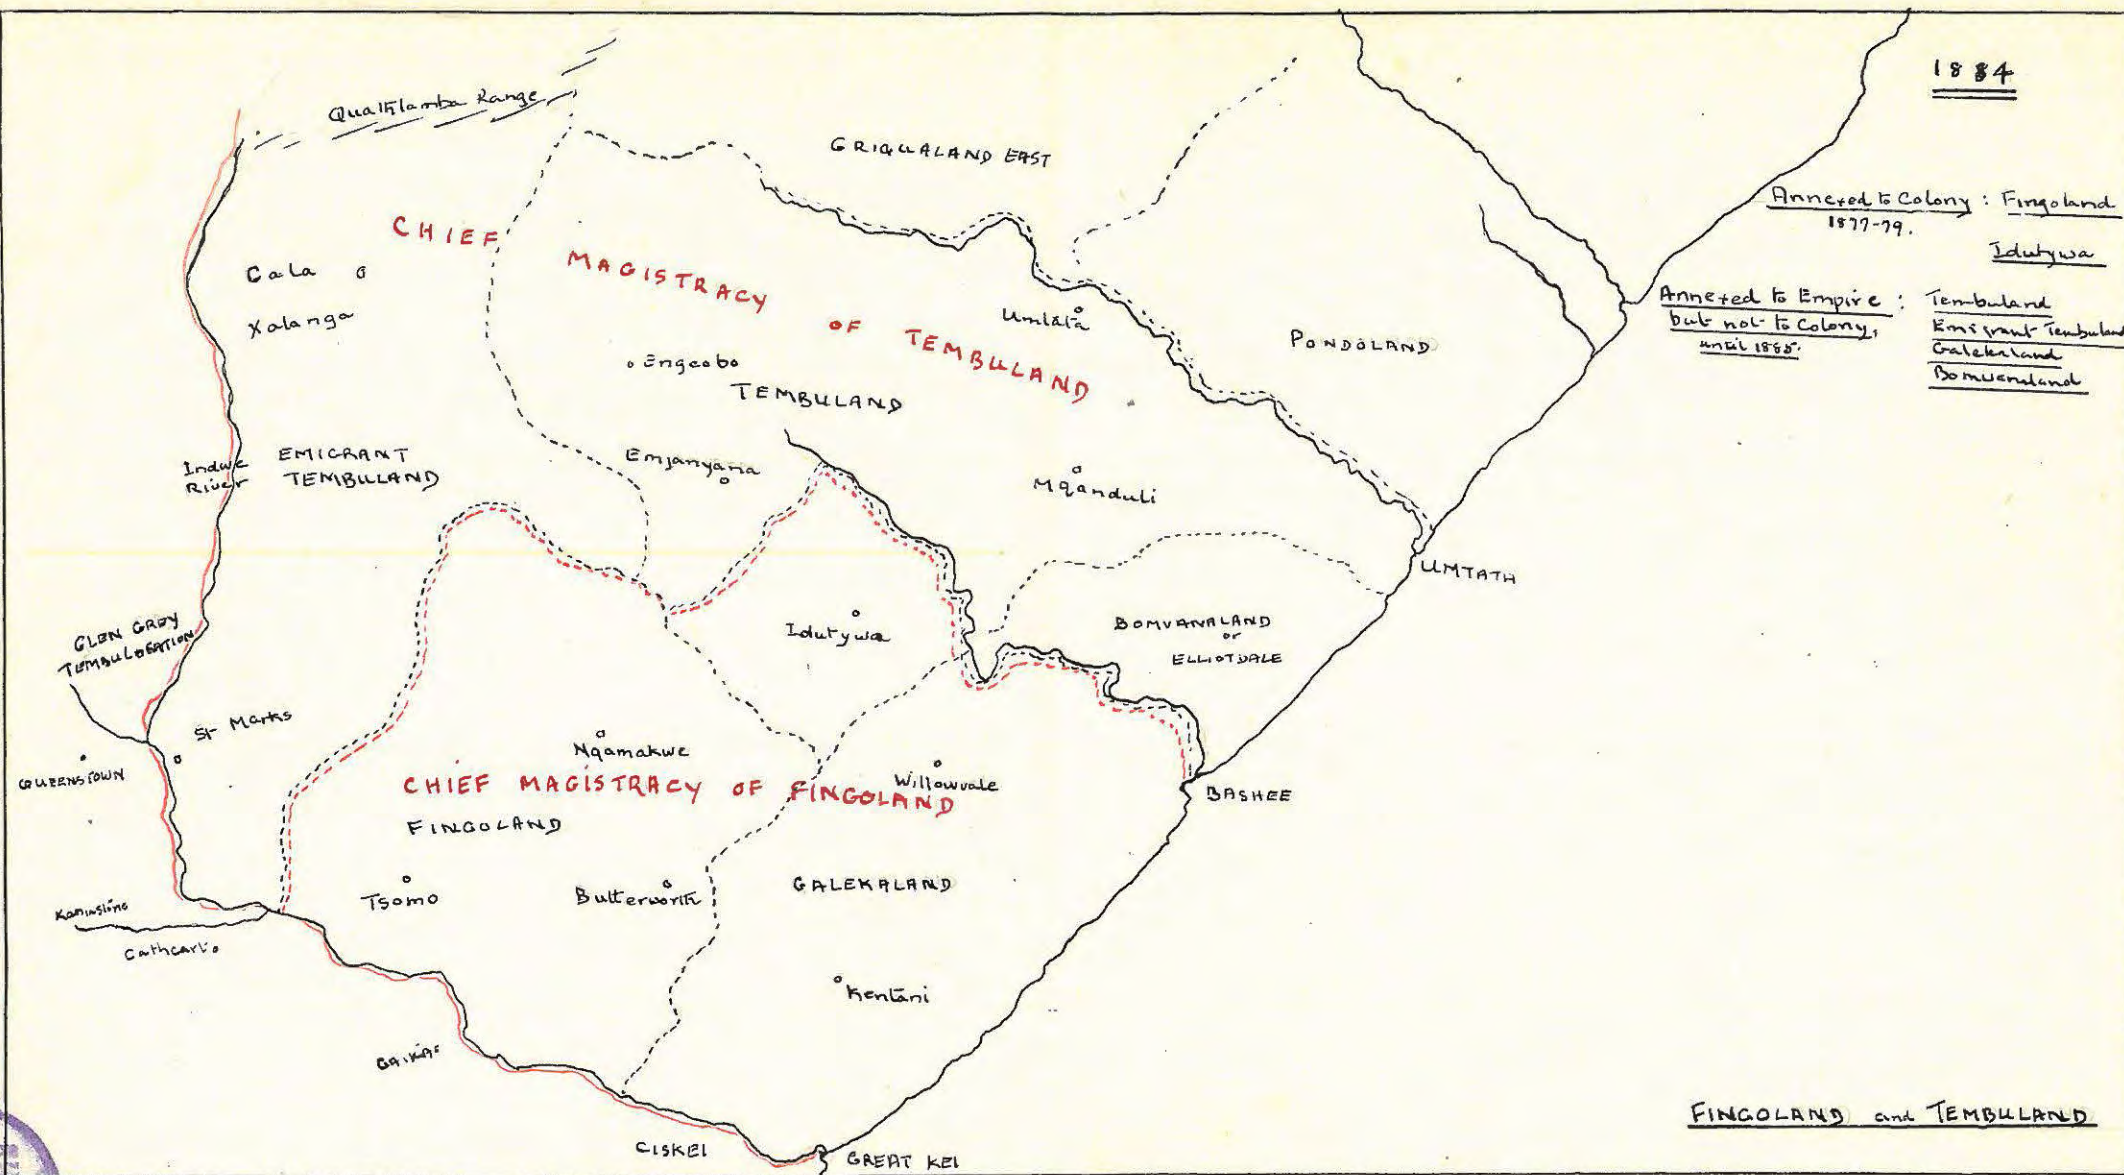 1884
Quathlamba Range
GRIQUALAND EAST
Annexed to Colony : Fingoland
1877-79.
Idutywa
Annexed to Empire : Tembuland
but not to Colony, Emigrant Tembuland
until 1885. Galekaland
Bomvanaland
CHIEF MAGISTRACY OF TEMBULAND
Cala
Xalanga
Umtata
PONDOLAND
Engcobo
TEMBULAND
Indwe
River
EMIGRANT
TEMBULAND
Emjanyana
Mqanduli
UMTATA
GLEN GREY
TEMBULOCATION
Idutywa
BOMVANALAND
or
ELLIOTDALE
St Marks
QUEENSTOWN
Nqamakwe
CHIEF MAGISTRACY OF FINGOLAND
Willowvale
BASHEE
FINGOLAND
Tsomo
Butterworth
GALEKALAND
Cathcart
Kentani
GAIKAS
CISKEI
GREAT KEI
FINGOLAND and TEMBULAND